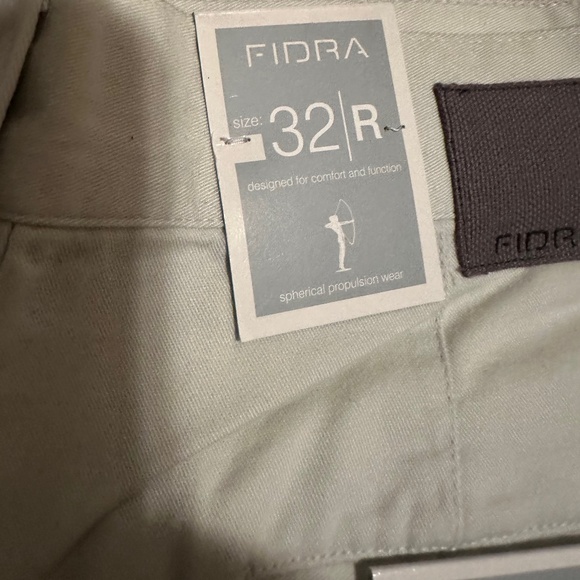 FIDRA
size: 32|R
designed for comfort and function
spherical propulsion wear
FIDR